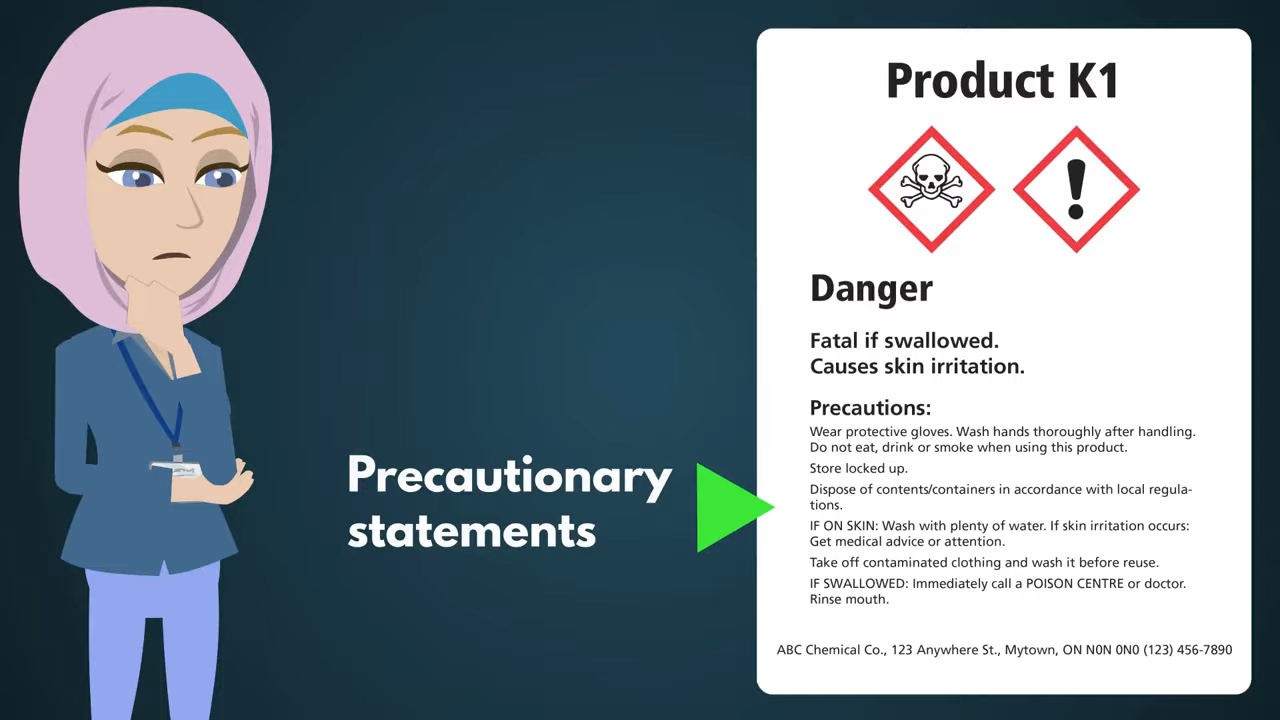 Product K1
Danger
Fatal if swallowed.
Causes skin irritation.
Precautions:
Wear protective gloves. Wash hands thoroughly after handling.
Do not eat, drink or smoke when using this product.
Store locked up.
Dispose of contents/containers in accordance with local regula-
tions.
IF ON SKIN: Wash with plenty of water. If skin irritation occurs:
Get medical advice or attention.
Take off contaminated clothing and wash it before reuse.
IF SWALLOWED: Immediately call a POISON CENTRE or doctor.
Rinse mouth.
ABC Chemical Co., 123 Anywhere St., Mytown, ON N0N 0N0 (123) 456-7890
Precautionary
statements